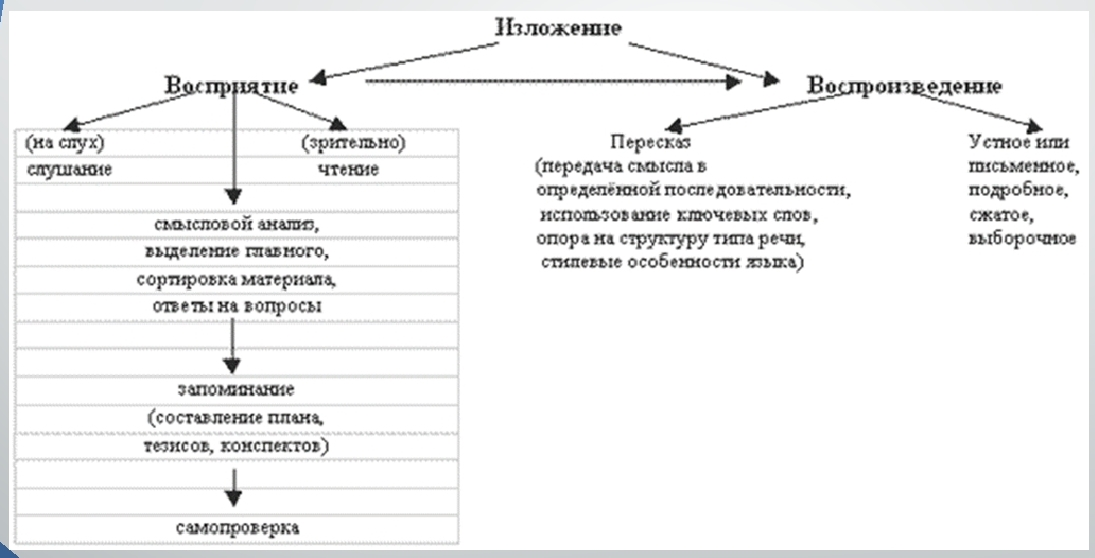 Изложение
Восприятие
Воспроизведение
(на слух)
(зрительно)
слушание
чтение
смысловой анализ,
выделение главного,
сортировка материала,
ответы на вопросы
запоминание
(составление плана,
тезисов, конспектов)
самопроверка
Пересказ
(передача смысла в
определённой последовательности,
использование ключевых слов,
опора на структуру типа речи,
стилевые особенности языка)
Устное или
письменное,
подробное,
сжатое,
выборочное